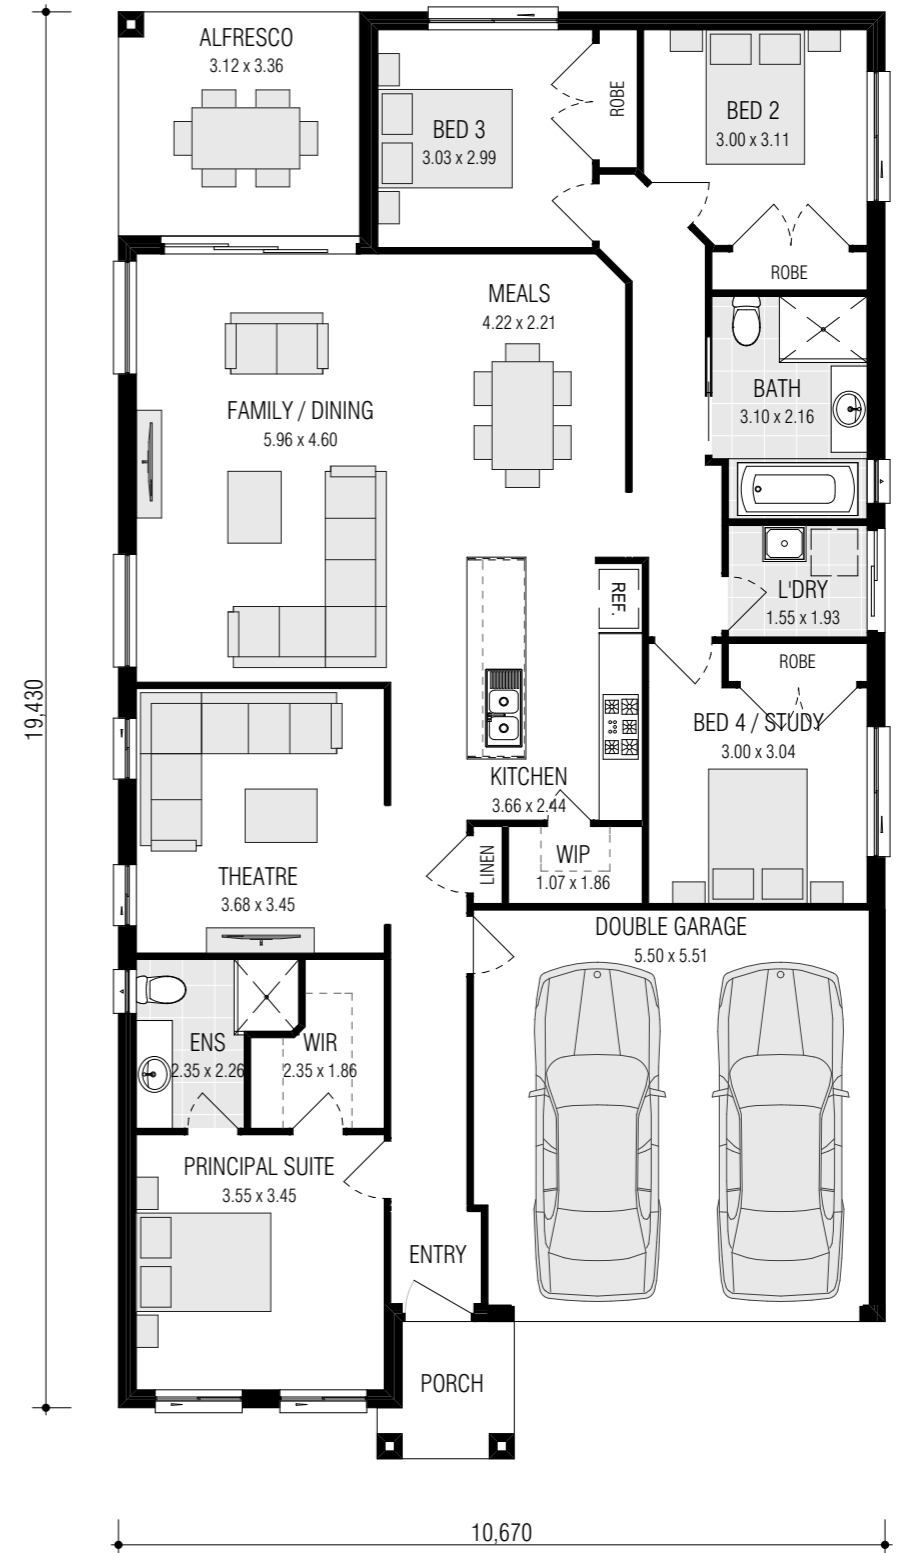 ALFRESCO
3.12 x 3.36
BED 3
3.03 x 2.99
ROBE
BED 2
3.00 x 3.11
ROBE
MEALS
4.22 x 2.21
FAMILY / DINING
5.96 x 4.60
BATH
3.10 x 2.16
L'DRY
1.55 x 1.93
REF.
ROBE
BED 4 / STUDY
3.00 x 3.04
19,430
KITCHEN
3.66 x 2.44
LINEN
WIP
1.07 x 1.86
THEATRE
3.68 x 3.45
DOUBLE GARAGE
5.50 x 5.51
ENS
2.35 x 2.26
WIR
2.35 x 1.86
PRINCIPAL SUITE
3.55 x 3.45
ENTRY
PORCH
10,670